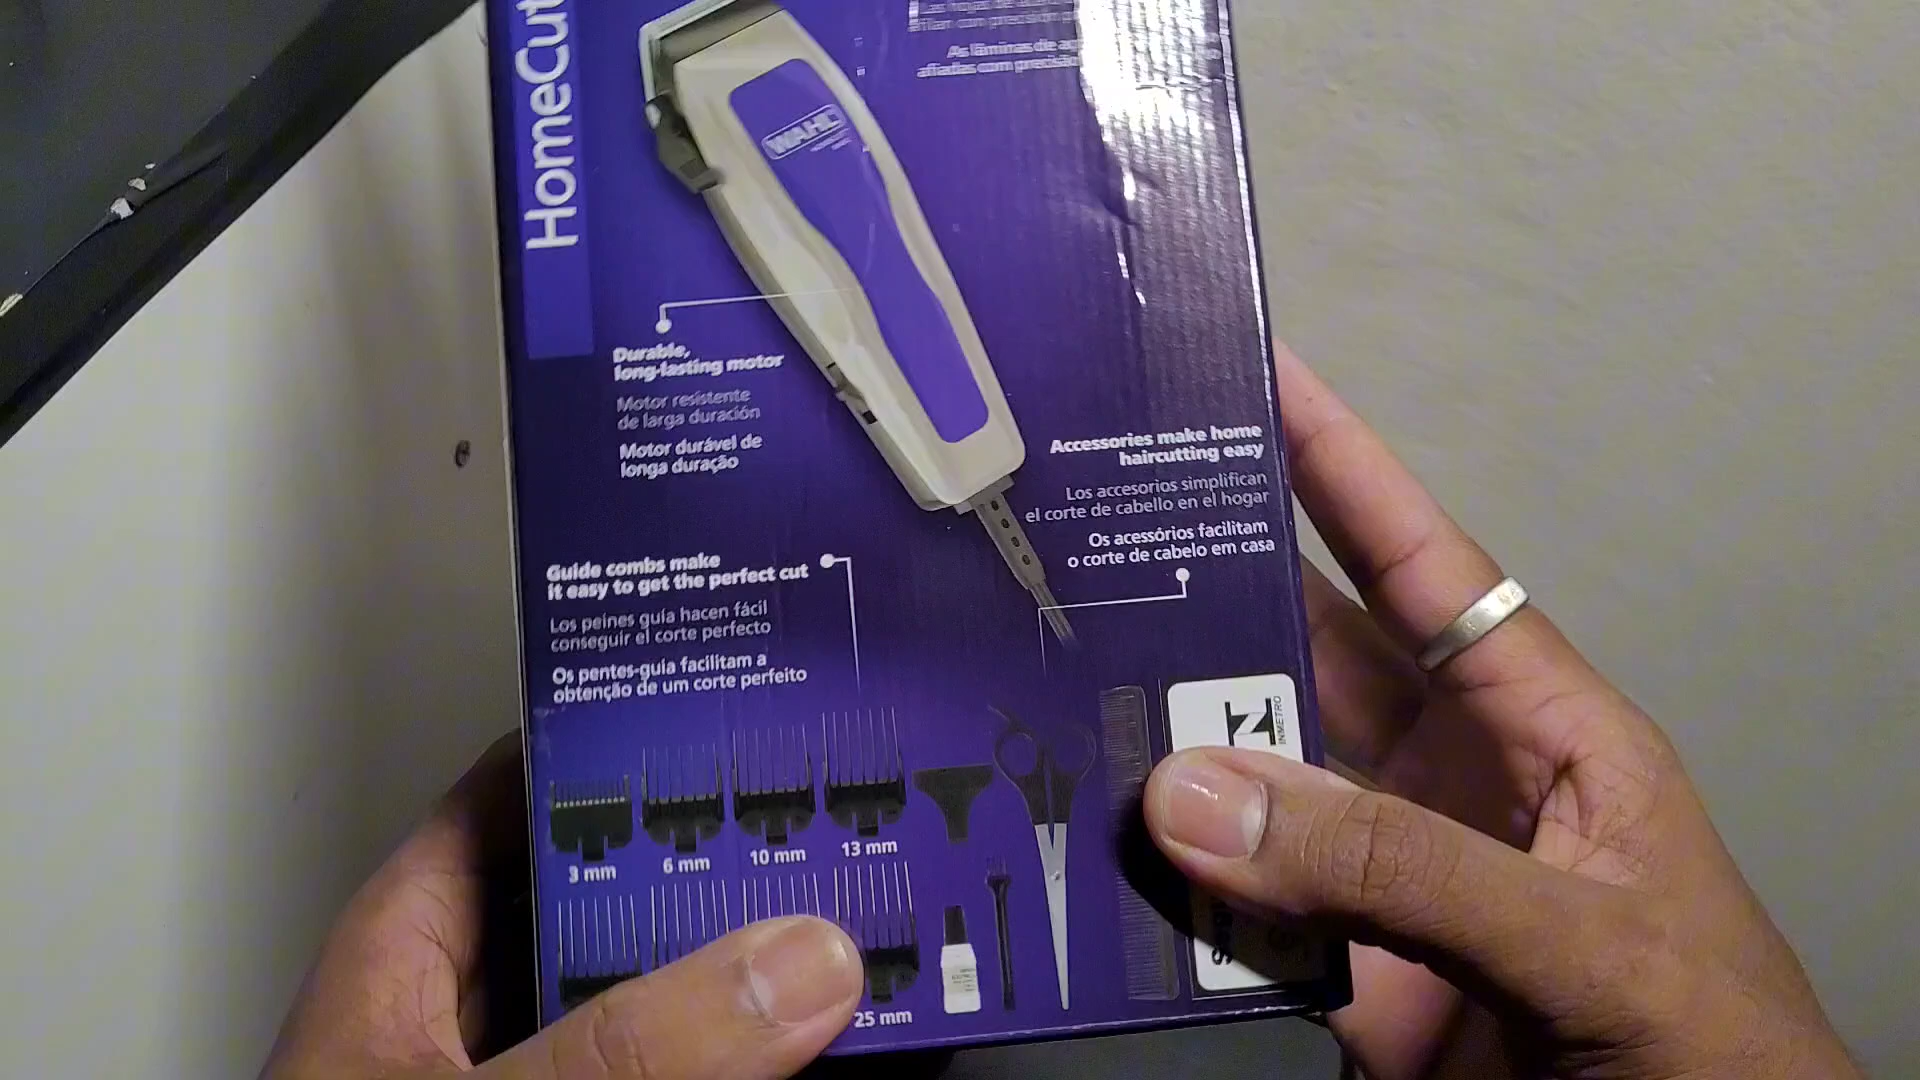 HomeCut
As lâminas de
afiadas com precisão
WAHL
Durable,
long-lasting motor
Motor resistente
de larga duración
Motor durável de
longa duração
Accessories make home
haircutting easy
Los accesorios simplifican
el corte de cabello en el hogar
Os acessórios facilitam
o corte de cabelo em casa
Guide combs make
it easy to get the perfect cut
Los peines guía hacen fácil
conseguir el corte perfecto
Os pentes-guia facilitam a
obtenção de um corte perfeito
INMETRO
3 mm
6 mm
10 mm
13 mm
25 mm